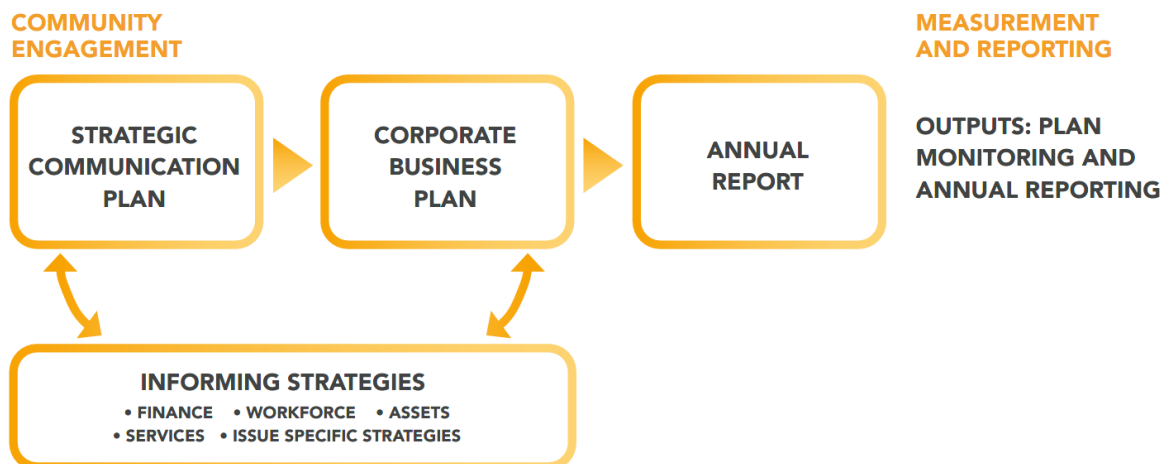 COMMUNITY
ENGAGEMENT
MEASUREMENT
AND REPORTING
STRATEGIC
COMMUNICATION
PLAN
CORPORATE
BUSINESS
PLAN
ANNUAL
REPORT
OUTPUTS: PLAN
MONITORING AND
ANNUAL REPORTING
INFORMING STRATEGIES
• FINANCE • WORKFORCE • ASSETS
• SERVICES • ISSUE SPECIFIC STRATEGIES